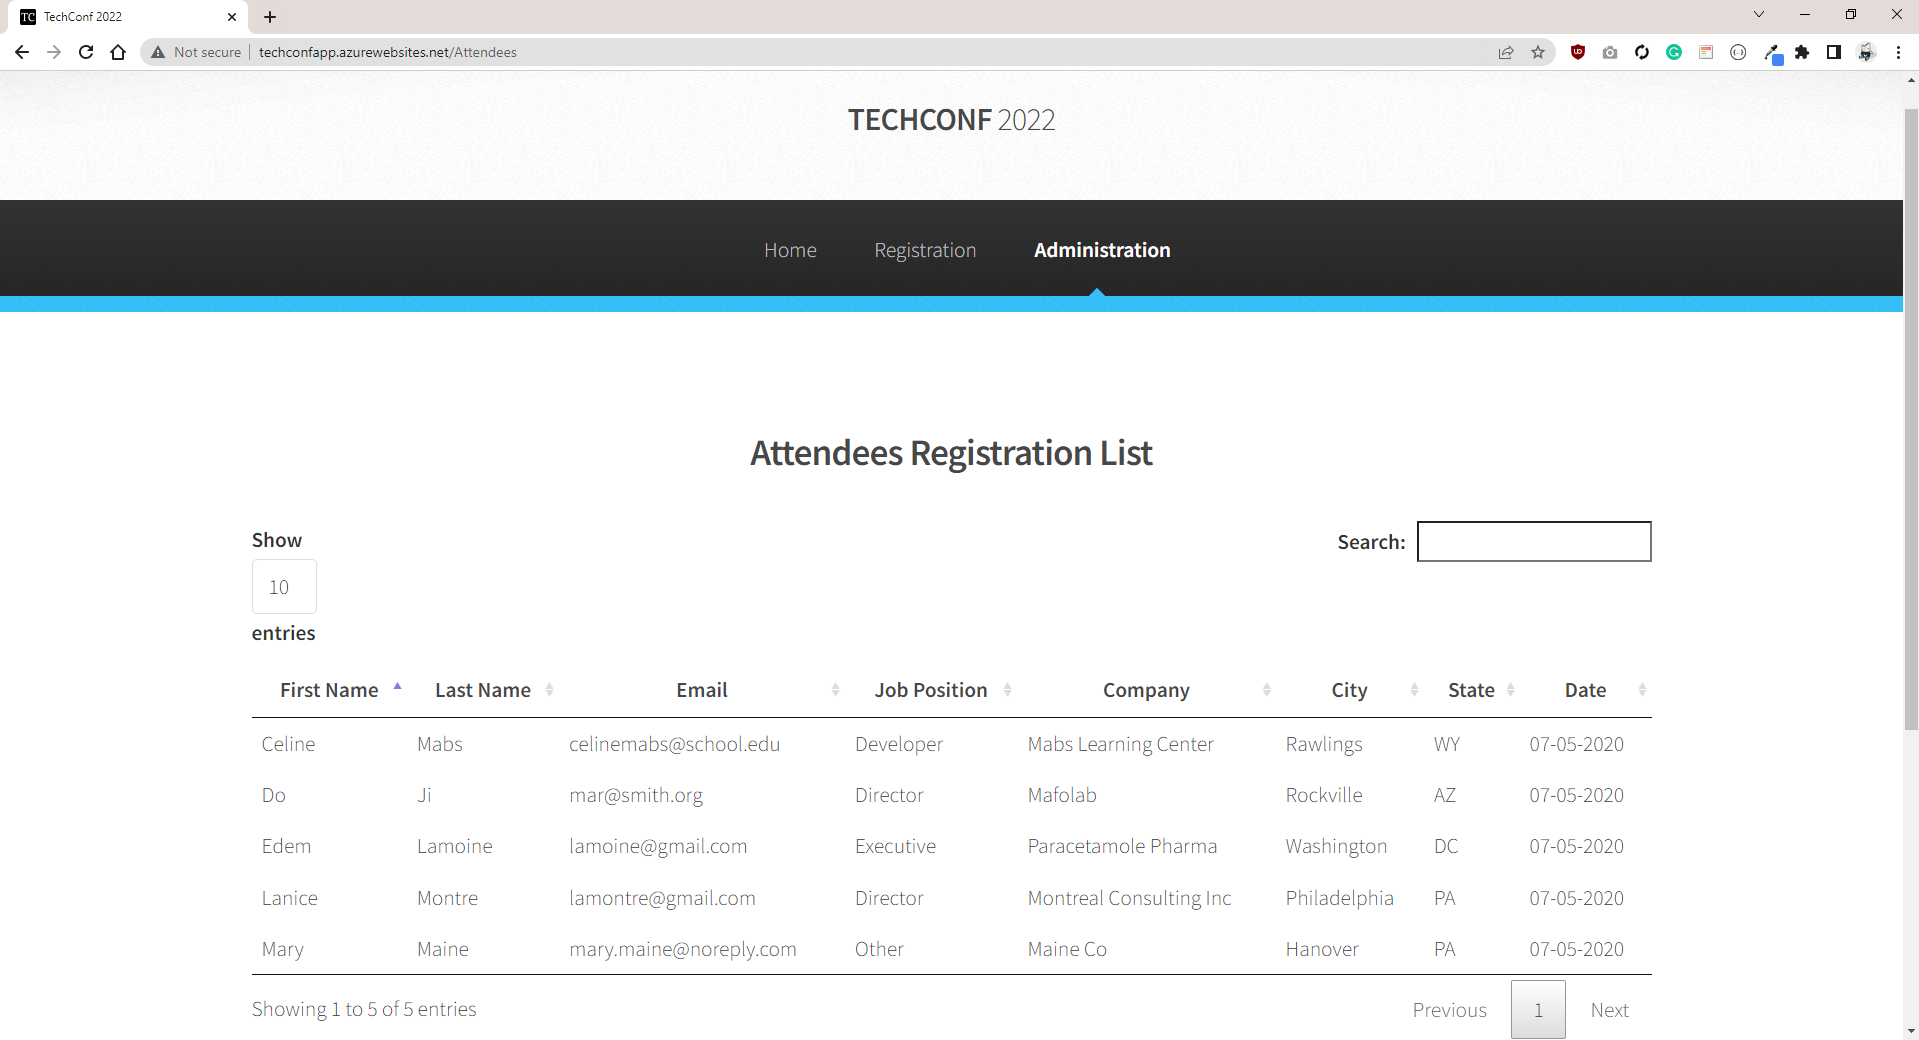 TechConf 2022
Not secure techconfapp.azurewebsites.net/Attendees
TECHCONF 2022
Home Registration Administration
Attendees Registration List
Show
Search:
10
entries
First Name Last Name Email Job Position Company City State Date
Celine Mabs celinemabs@school.edu Developer Mabs Learning Center Rawlings WY 07-05-2020
Do Ji mar@smith.org Director Mafolab Rockville AZ 07-05-2020
Edem Lamoine lamoine@gmail.com Executive Paracetamole Pharma Washington DC 07-05-2020
Lanice Montre lamontre@gmail.com Director Montreal Consulting Inc Philadelphia PA 07-05-2020
Mary Maine mary.maine@noreply.com Other Maine Co Hanover PA 07-05-2020
Showing 1 to 5 of 5 entries
Previous 1 Next